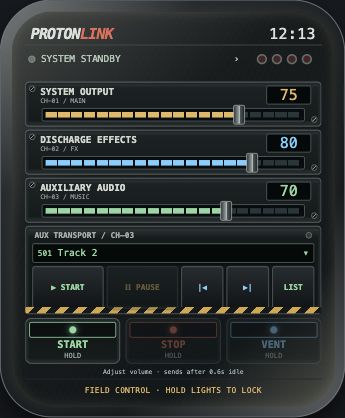 PROTONLINK 12:13
SYSTEM STANDBY ›
SYSTEM OUTPUT 75
CH-01 / MAIN
DISCHARGE EFFECTS 80
CH-02 / FX
AUXILIARY AUDIO 70
CH-03 / MUSIC
AUX TRANSPORT / CH-03
501 Track 2 ▼
▶ START II PAUSE |◀ ▶| LIST
START STOP VENT
HOLD HOLD HOLD
Adjust volume · sends after 0.6s idle
FIELD CONTROL · HOLD LIGHTS TO LOCK